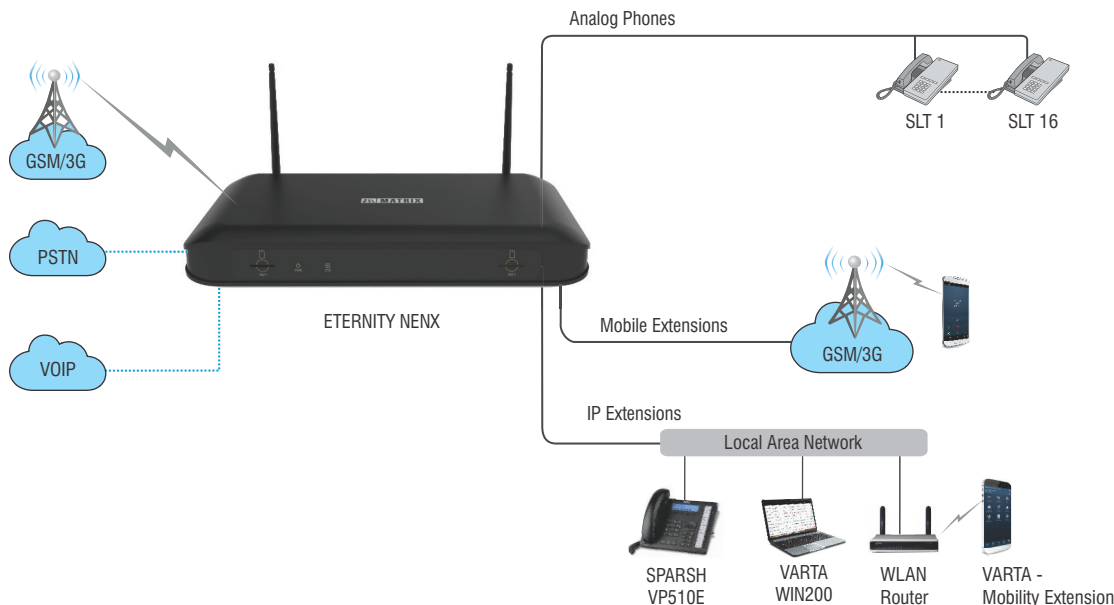 Analog Phones
SLT 1
SLT 16
GSM/3G
MATRIX
PSTN
ETERNITY NENX
Mobile Extensions
GSM/3G
VOIP
IP Extensions
Local Area Network
SPARSH
VP510E
VARTA
WIN200
WLAN
Router
VARTA -
Mobility Extension